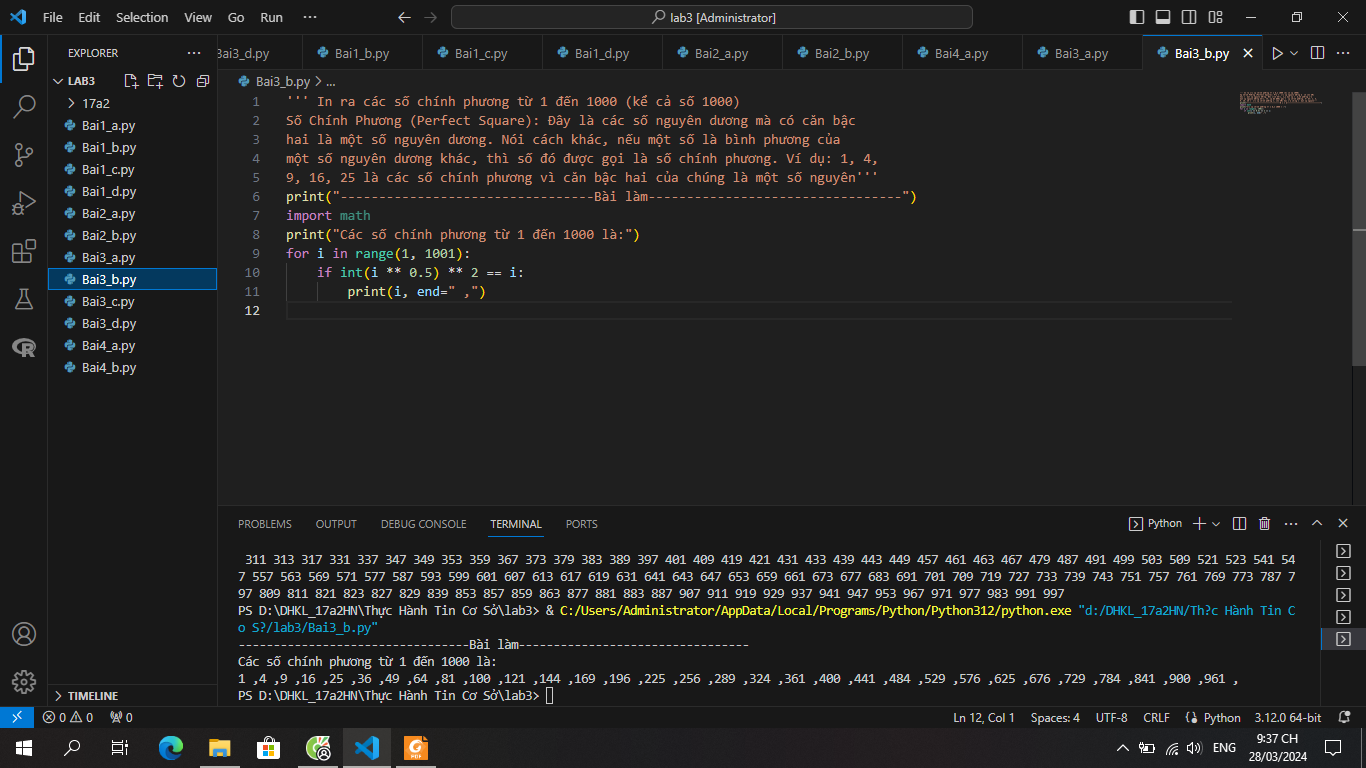 File Edit Selection View Go Run ··· lab3 [Administrator]
EXPLORER ··· Bai3_d.py Bai1_b.py Bai1_c.py Bai1_d.py Bai2_a.py Bai2_b.py Bai4_a.py Bai3_a.py Bai3_b.py ···
LAB3
17a2
Bai1_a.py
Bai1_b.py
Bai1_c.py
Bai1_d.py
Bai2_a.py
Bai2_b.py
Bai3_a.py
Bai3_b.py
Bai3_c.py
Bai3_d.py
Bai4_a.py
Bai4_b.py
TIMELINE
Bai3_b.py > ...
1 ''' In ra các số chính phương từ 1 đến 1000 (kể cả số 1000)
2 Số Chính Phương (Perfect Square): Đây là các số nguyên dương mà có căn bậc
3 hai là một số nguyên dương. Nói cách khác, nếu một số là bình phương của
4 một số nguyên dương khác, thì số đó được gọi là số chính phương. Ví dụ: 1, 4,
5 9, 16, 25 là các số chính phương vì căn bậc hai của chúng là một số nguyên'''
6 print("---------------------------------Bài làm---------------------------------")
7 import math
8 print("Các số chính phương từ 1 đến 1000 là:")
9 for i in range(1, 1001):
10 if int(i ** 0.5) ** 2 == i:
11 print(i, end=" ,")
12
PROBLEMS OUTPUT DEBUG CONSOLE TERMINAL PORTS Python ···
311 313 317 331 337 347 349 353 359 367 373 379 383 389 397 401 409 419 421 431 433 439 443 449 457 461 463 467 479 487 491 499 503 509 521 523 541 54
7 557 563 569 571 577 587 593 599 601 607 613 617 619 631 641 643 647 653 659 661 673 677 683 691 701 709 719 727 733 739 743 751 757 761 769 773 787 7
97 809 811 821 823 827 829 839 853 857 859 863 877 881 883 887 907 911 919 929 937 941 947 953 967 971 977 983 991 997
PS D:\DHKL_17a2HN\Thực Hành Tin Cơ Sở\lab3> & C:/Users/Administrator/AppData/Local/Programs/Python/Python312/python.exe "d:/DHKL_17a2HN/Th?c Hành Tin C
o S?/lab3/Bai3_b.py"
---------------------------------Bài làm---------------------------------
Các số chính phương từ 1 đến 1000 là:
1 ,4 ,9 ,16 ,25 ,36 ,49 ,64 ,81 ,100 ,121 ,144 ,169 ,196 ,225 ,256 ,289 ,324 ,361 ,400 ,441 ,484 ,529 ,576 ,625 ,676 ,729 ,784 ,841 ,900 ,961 ,
PS D:\DHKL_17a2HN\Thực Hành Tin Cơ Sở\lab3>
0 0 0 Ln 12, Col 1 Spaces: 4 UTF-8 CRLF Python 3.12.0 64-bit
ENG 9:37 CH
28/03/2024